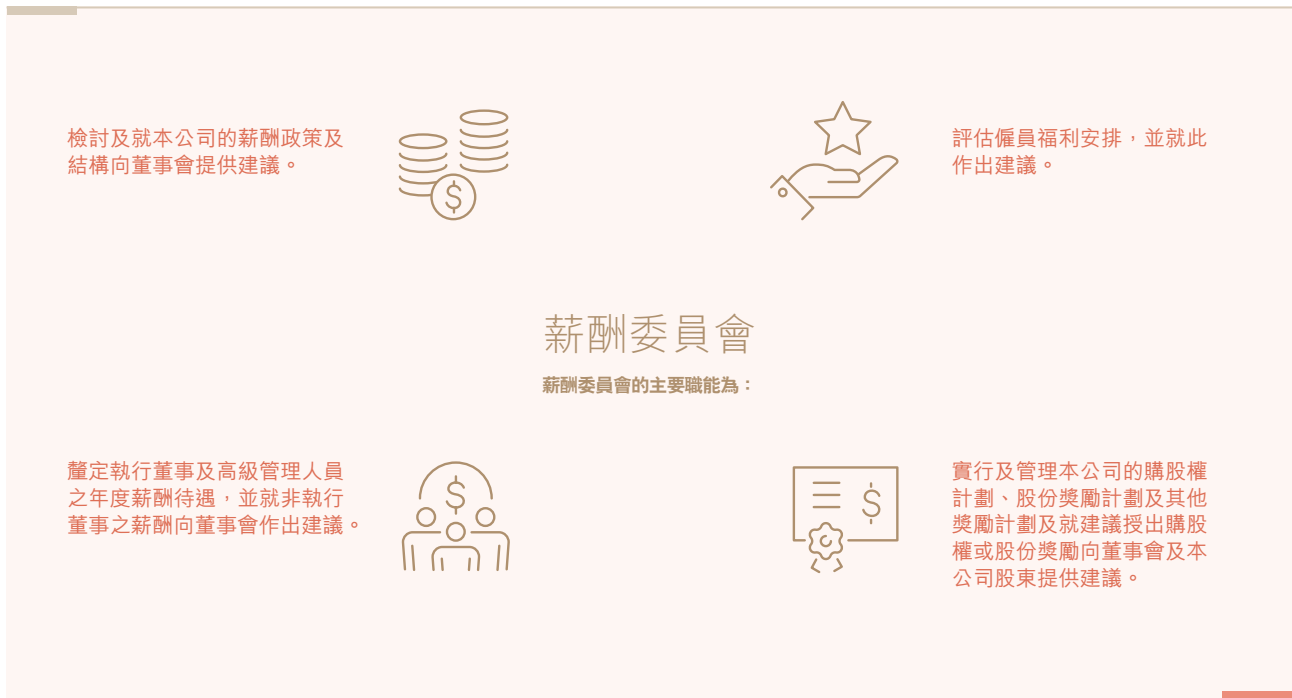 檢討及就本公司的薪酬政策及
結構向董事會提供建議。
評估僱員福利安排，並就此
作出建議。
薪酬委員會
薪酬委員會的主要職能為：
釐定執行董事及高級管理人員
之年度薪酬待遇，並就非執行
董事之薪酬向董事會作出建議。
實行及管理本公司的購股權
計劃、股份獎勵計劃及其他
獎勵計劃及就建議授出購股
權或股份獎勵向董事會及本
公司股東提供建議。